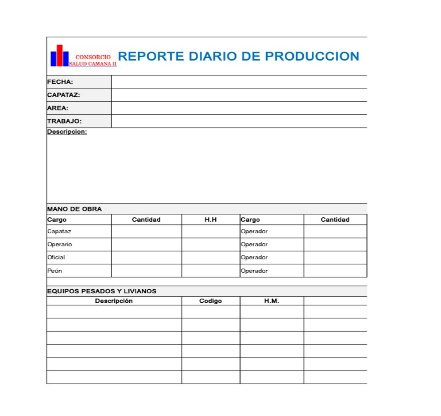 CONSORCIO
SALUD CAMANA II
REPORTE DIARIO DE PRODUCCION
FECHA:
CAPATAZ:
AREA:
TRABAJO:
Descripcion:
MANO DE OBRA
Cargo Cantidad H.H Cargo Cantidad
Capataz Operador
Operario Operador
Oficial Operador
Peón Operador
EQUIPOS PESADOS Y LIVIANOS
Descripción Codigo H.M.